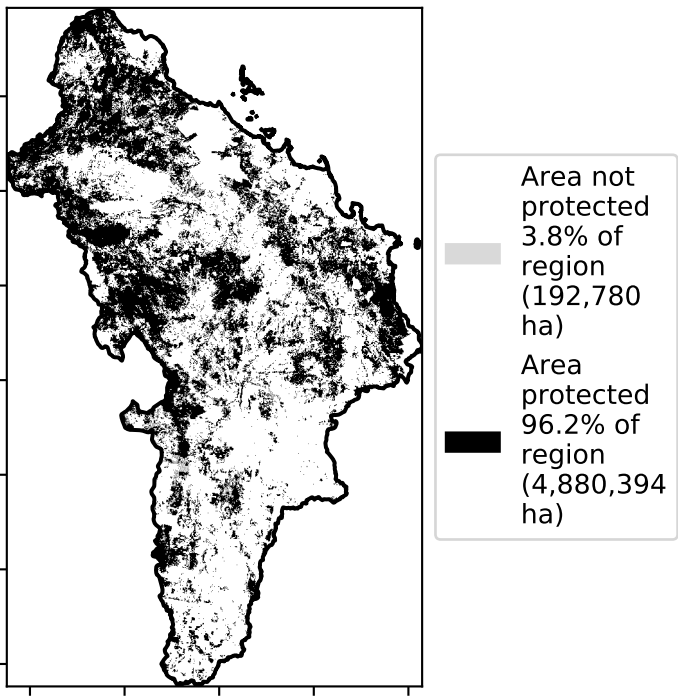 Area not
protected
3.8% of
region
(192,780
ha)
Area
protected
96.2% of
region
(4,880,394
ha)